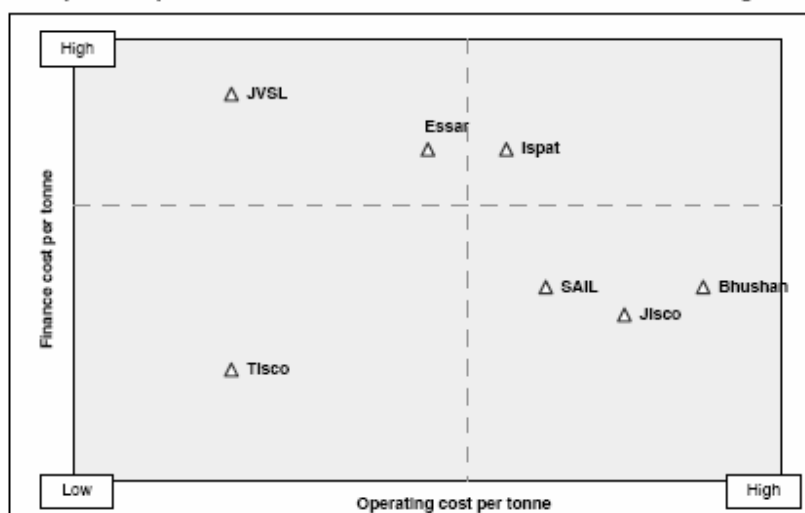 High
JVSL
Essar
Ispat
Finance cost per tonne
SAIL
Bhushan
Jisco
Tisco
Low
High
Operating cost per tonne